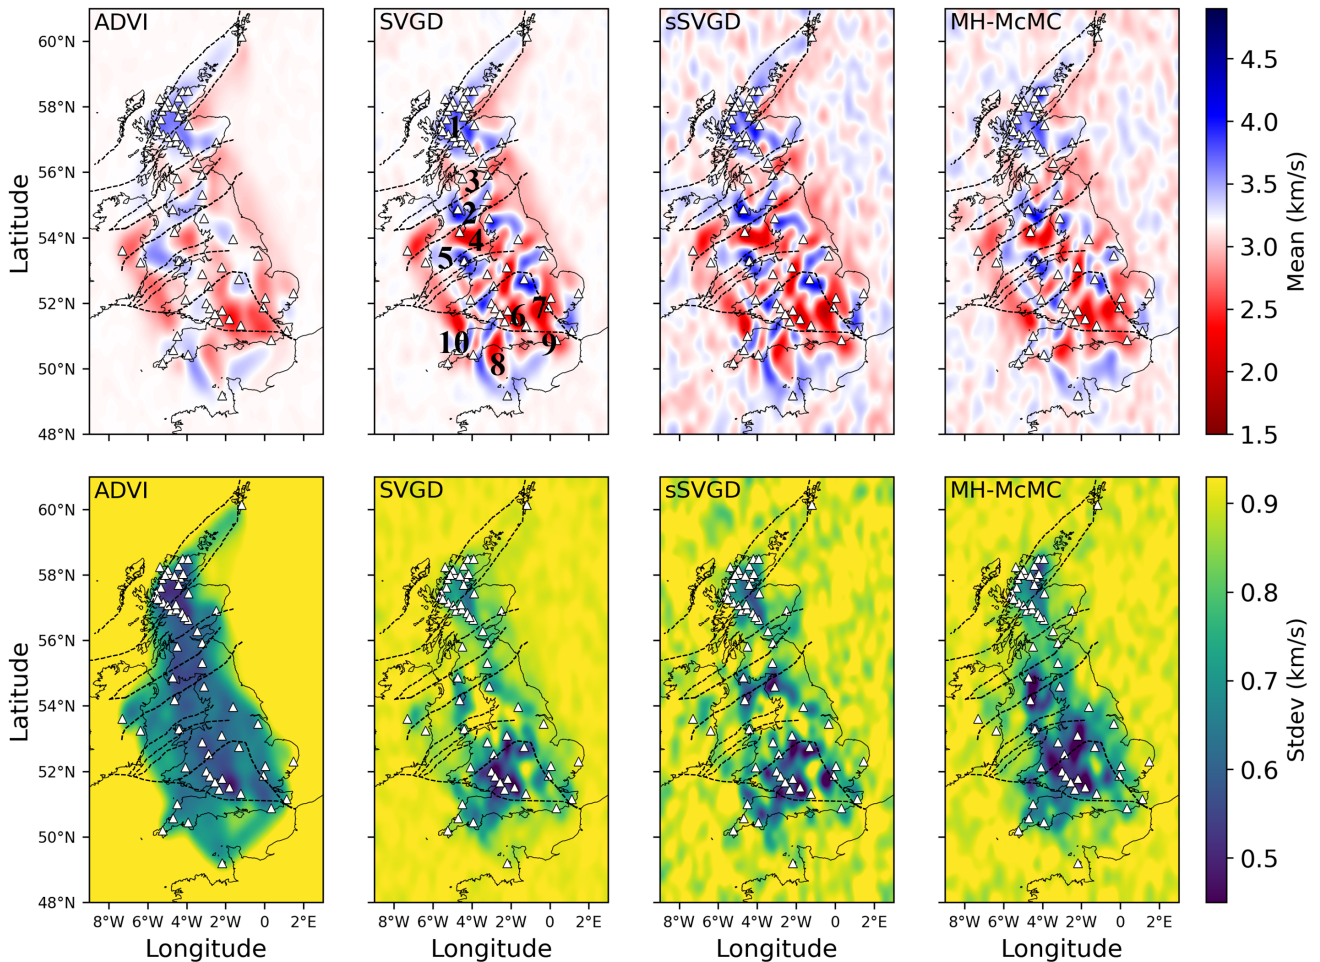 ADVI
SVGD
sSVGD
MH-McMC
60°N
58°N
56°N
54°N
52°N
50°N
48°N
Latitude
1
3
2
4
5
7
6
10
9
8
4.5
4.0
3.5
3.0
2.5
2.0
1.5
Mean (km/s)
ADVI
SVGD
sSVGD
MH-McMC
60°N
58°N
56°N
54°N
52°N
50°N
48°N
Latitude
0.9
0.8
0.7
0.6
0.5
Stdev (km/s)
8°W 6°W 4°W 2°W 0 2°E
8°W 6°W 4°W 2°W 0 2°E
8°W 6°W 4°W 2°W 0 2°E
8°W 6°W 4°W 2°W 0 2°E
Longitude
Longitude
Longitude
Longitude